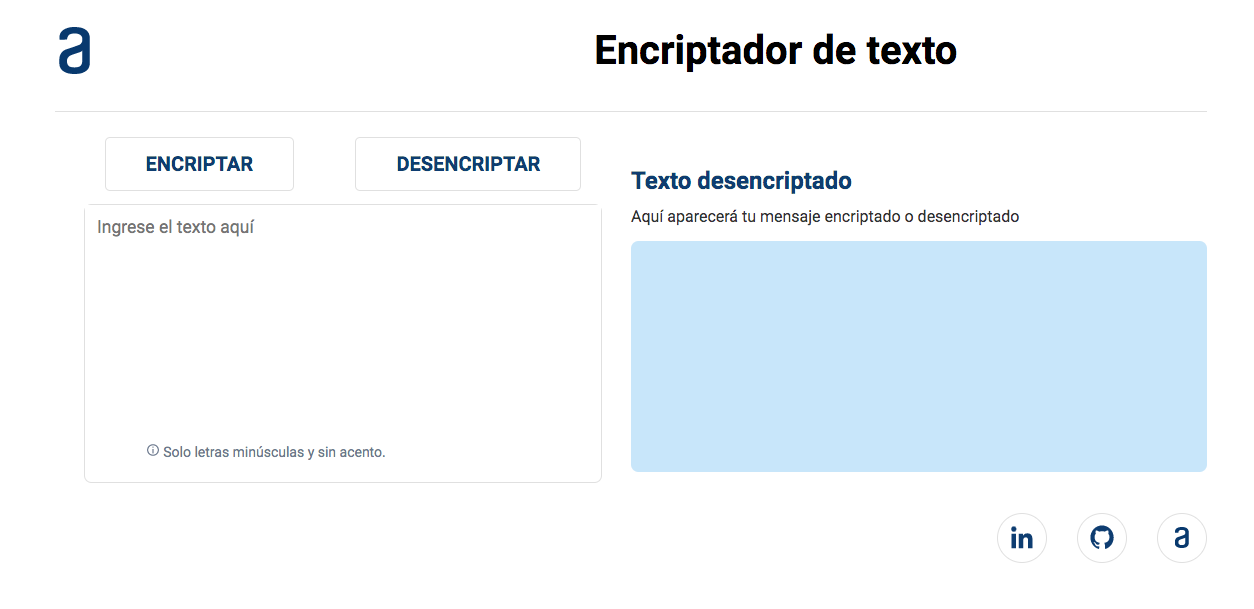 a
Encriptador de texto
ENCRIPTAR
DESENCRIPTAR
Ingrese el texto aquí
Solo letras minúsculas y sin acento.
Texto desencriptado
Aquí aparecerá tu mensaje encriptado o desencriptado
in
a